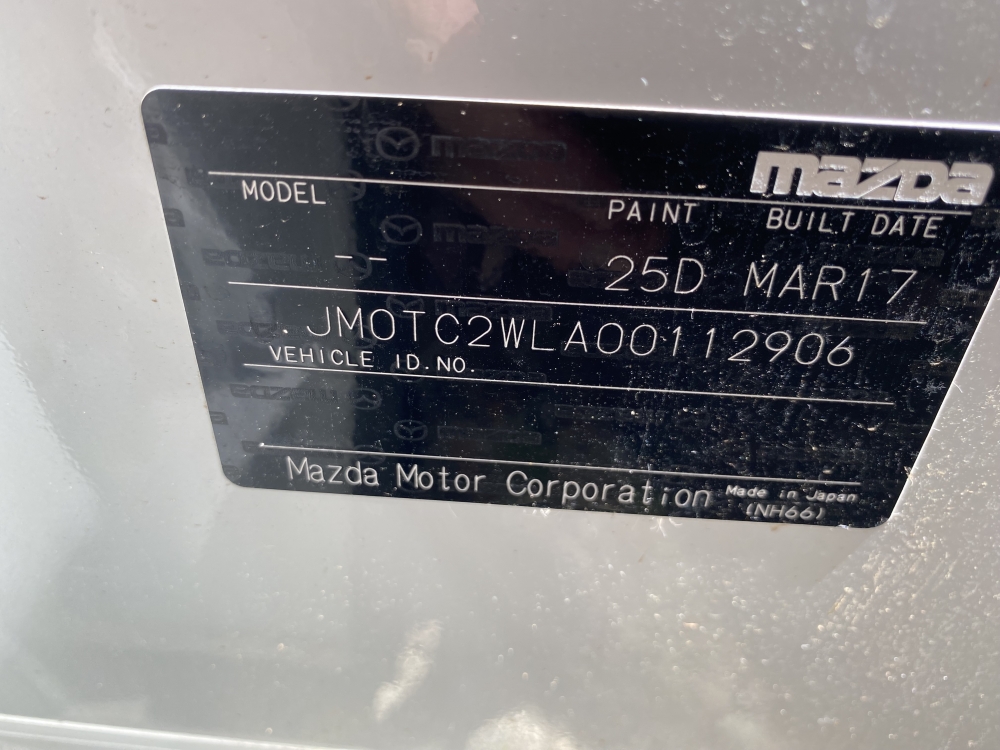 mazda
MODEL PAINT BUILT DATE
-- 25D MAR17
JM0TC2WLA00112906
VEHICLE ID.NO.
Mazda Motor Corporation Made in Japan
(NH66)